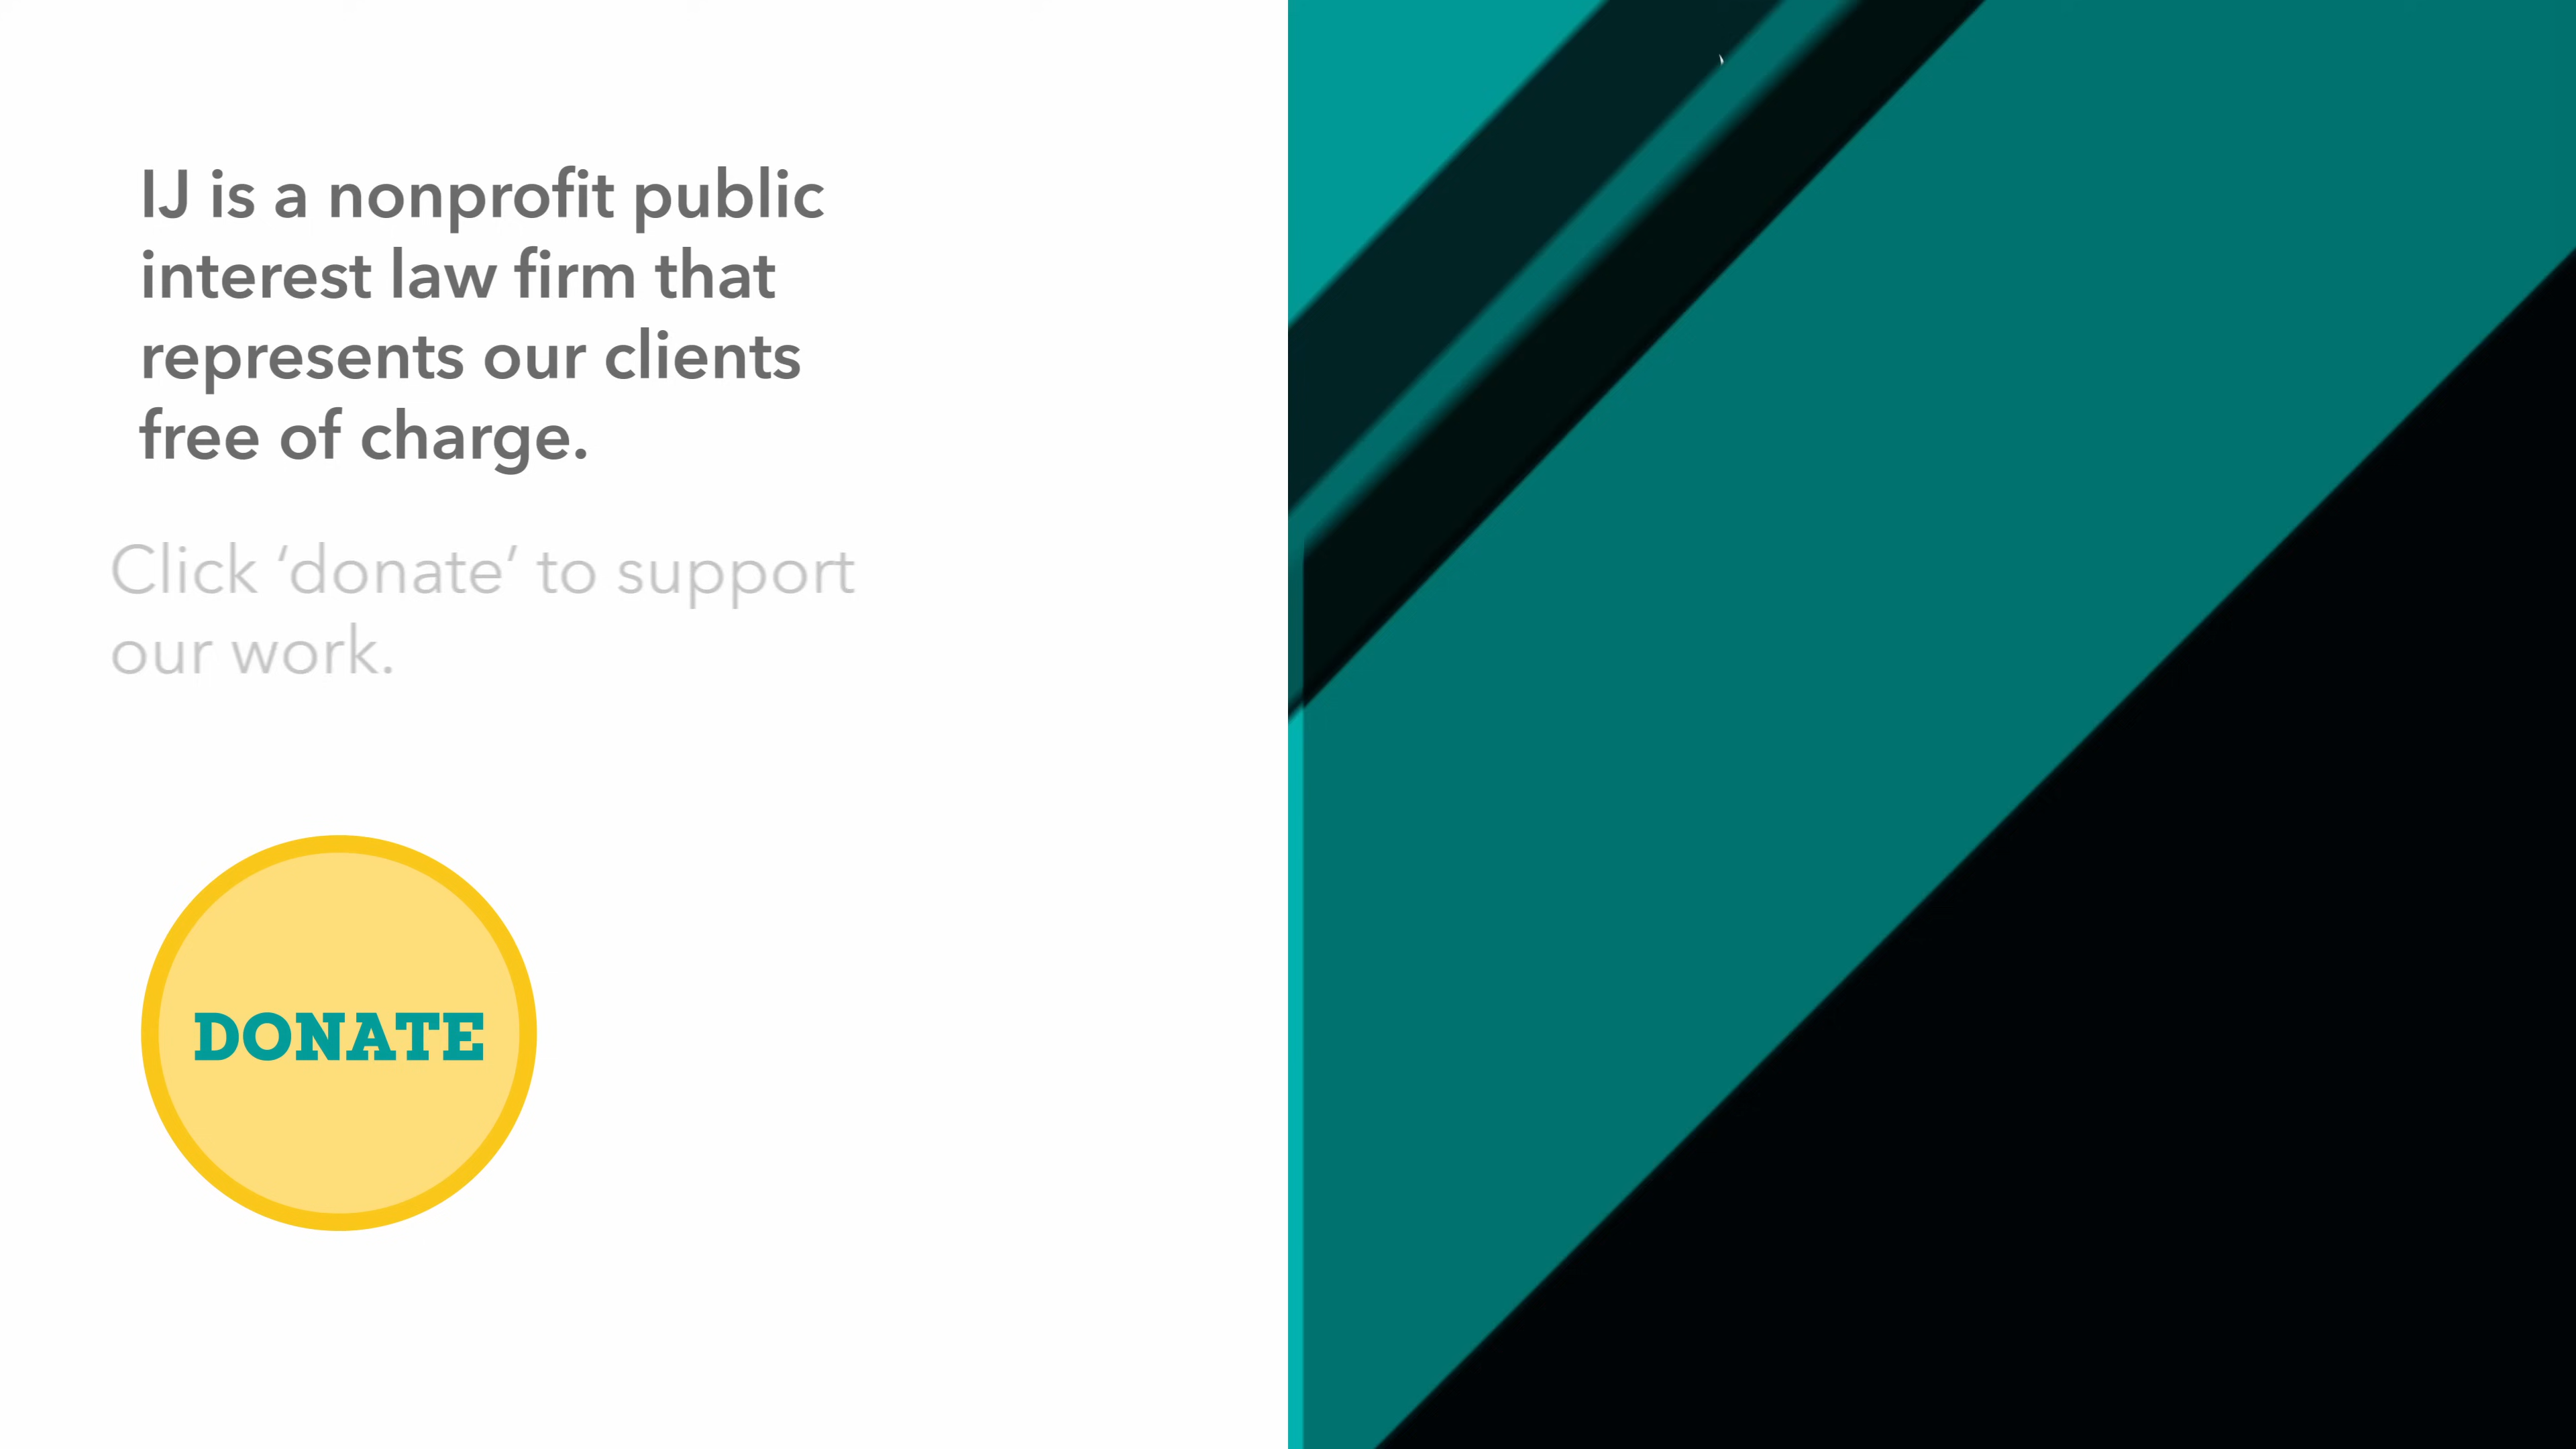 IJ is a nonprofit public
interest law firm that
represents our clients
free of charge.
Click ‘donate’ to support
our work.
DONATE